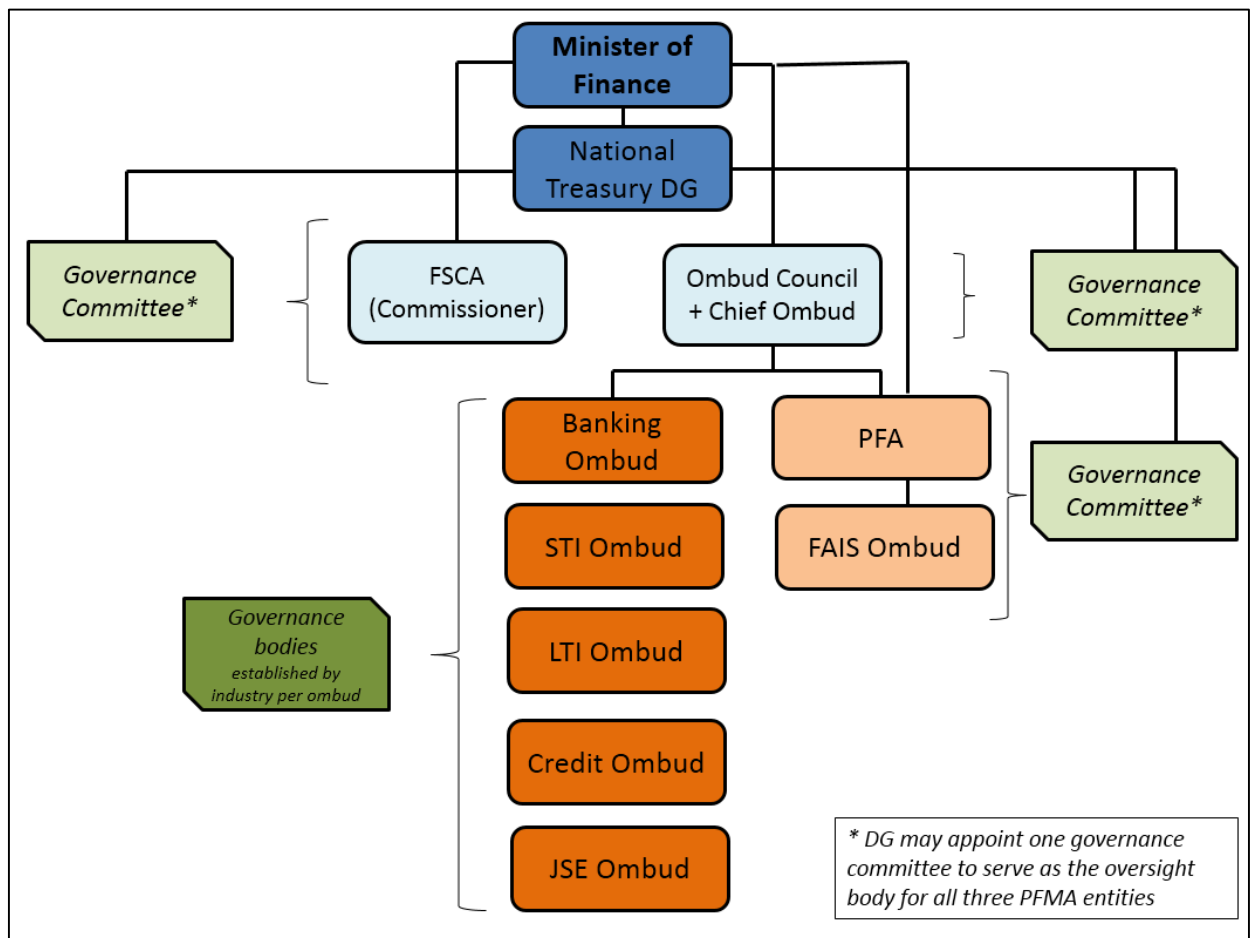 Minister of
Finance
National
Treasury DG
Governance
Committee*
FSCA
(Commissioner)
Ombud Council
+ Chief Ombud
Governance
Committee*
Banking
Ombud
PFA
Governance
Committee*
STI Ombud
FAIS Ombud
Governance
bodies
established by
industry per ombud
LTI Ombud
Credit Ombud
JSE Ombud
* DG may appoint one governance
committee to serve as the oversight
body for all three PFMA entities